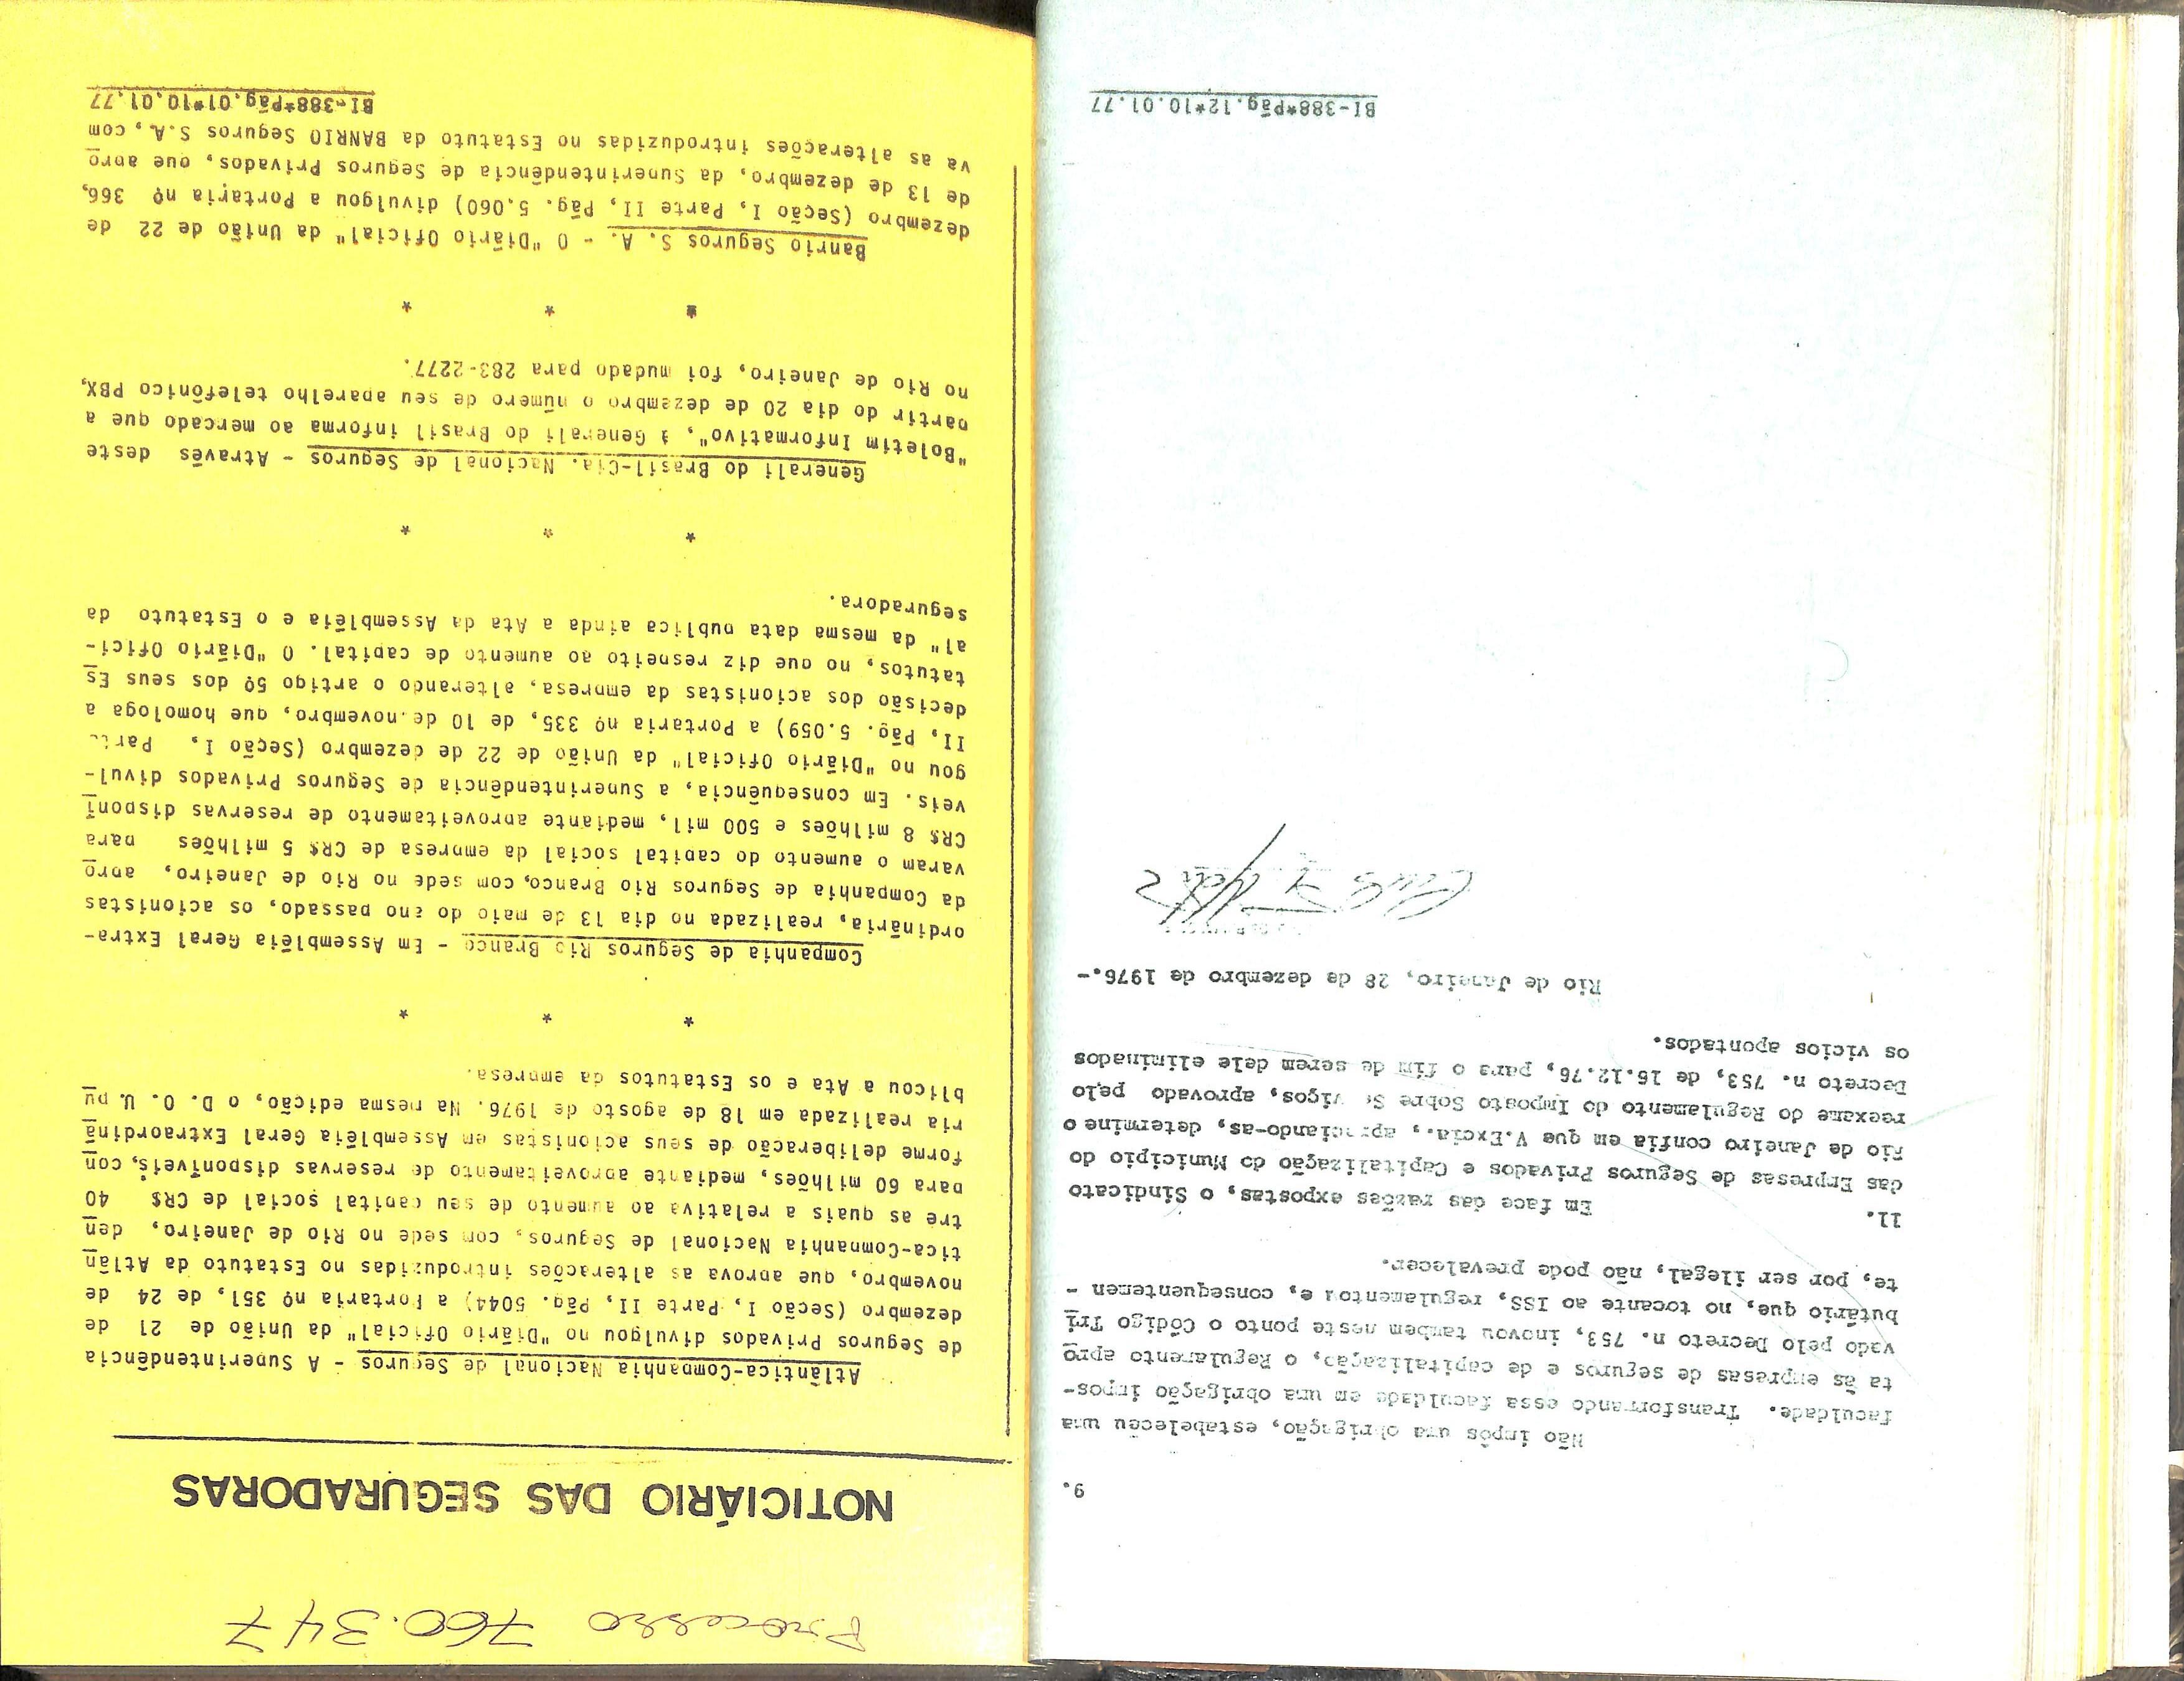 9.
Não impôs uma obrigação, estabeleceu uma
faculdade. Transformando essa faculdade em uma obrigação impos-
ta às empresas de seguros e de capitalização, o Regulamento apro
vado pelo Decreto n. 753, inovou tambem neste ponto o Código Tri
butário que, no tocante ao ISS, regulamentou e, consequentemen -
te, por ser ilegal, não pode prevalecer.
11.
Em face das razões expostas, o Sindicato
das Empresas de Seguros Privados e Capitalização do Município do
Rio de Janeiro confia em que V.Excia., apreciando-as, determine o
reexame do Regulamento do Imposto Sobre Serviços, aprovado pelo
Decreto n. 753, de 16.12.76, para o fim de serem dele eliminados
os vícios apontados.
Rio de Janeiro, 28 de dezembro de 1976.-
BI-388*Pág.12*10.01.77
Processo 760.347
NOTICIÁRIO DAS SEGURADORAS
Atlântica-Companhia Nacional de Seguros - A Superintendência
de Seguros Privados divulgou no "Diário Oficial" da União de 21 de
dezembro (Seção I, Parte II, Pág. 5044) a Portaria nº 351, de 24 de
novembro, que aprova as alterações introduzidas no Estatuto da Atlân
tica-Companhia Nacional de Seguros, com sede no Rio de Janeiro, den
tre as quais a relativa ao aumento de seu capital social de CR$ 40
para 60 milhões, mediante aproveitamento de reservas disponíveis, con
forme deliberação de seus acionistas em Assembléia Geral Extraordiná
ria realizada em 18 de agosto de 1976. Na mesma edição, o D. O. U. pu
blicou a Ata e os Estatutos da empresa.
* * *
Companhia de Seguros Rio Branco - Em Assembléia Geral Extra-
ordinária, realizada no dia 13 de maio do ano passado, os acionistas
da Companhia de Seguros Rio Branco, com sede no Rio de Janeiro, apro
varam o aumento do capital social da empresa de CR$ 5 milhões para
CR$ 8 milhões e 500 mil, mediante aproveitamento de reservas disponí
veis. Em consequência, a Superintendência de Seguros Privados divul-
gou no "Diário Oficial" da União de 22 de dezembro (Seção I, Parte
II, Pág. 5.059) a Portaria nº 335, de 10 de novembro, que homologa a
decisão dos acionistas da empresa, alterando o artigo 5º dos seus Es
tatutos, no que diz respeito ao aumento de capital. O "Diário Ofici-
al" da mesma data publica ainda a Ata da Assembléia e o Estatuto da
seguradora.
* * *
Generali do Brasil-Cia. Nacional de Seguros - Através deste
"Boletim Informativo", a Generali do Brasil informa ao mercado que a
partir do dia 20 de dezembro o número de seu aparelho telefônico PBX,
no Rio de Janeiro, foi mudado para 283-2277.
* * *
Banrio Seguros S. A. - O "Diário Oficial" da União de 22 de
dezembro (Seção I, Parte II, Pág. 5.060) divulgou a Portaria nº 366,
de 13 de dezembro, da Superintendência de Seguros Privados, que apro
va as alterações introduzidas no Estatuto da BANRIO Seguros S.A., com
BI-388*Pág.01*10.01.77